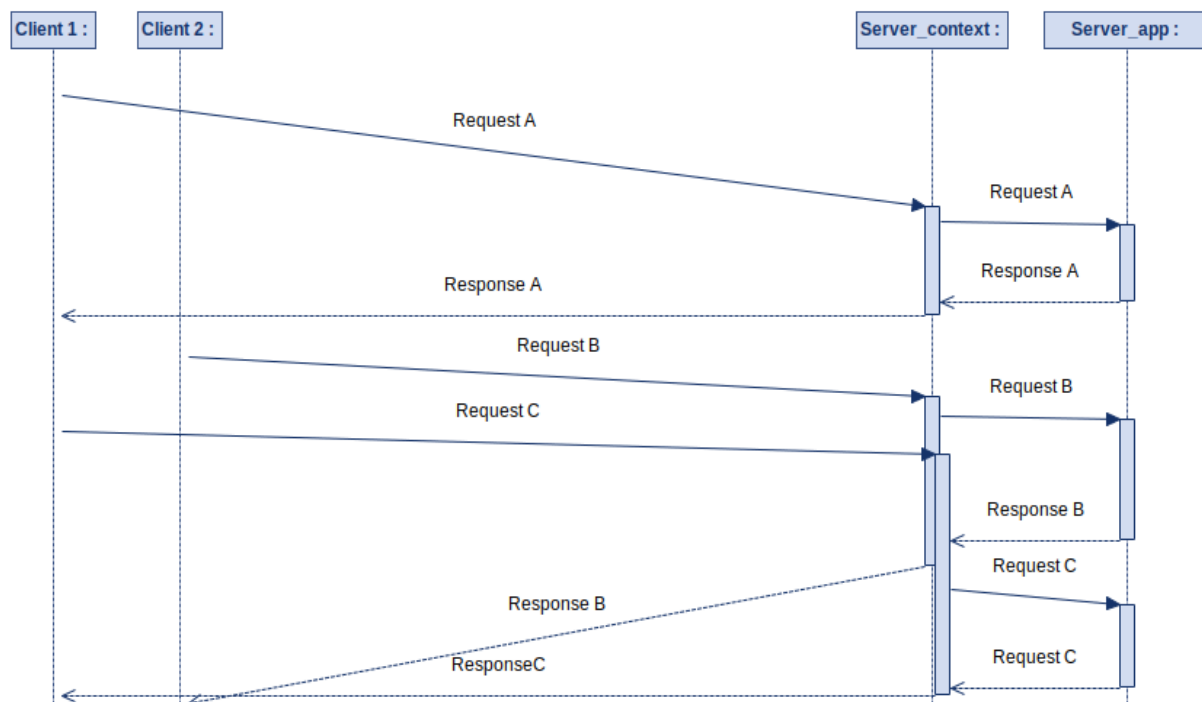 Client 1 :
Client 2 :
Server_context :
Server_app :
Request A
Request A
Response A
Response A
Request B
Request B
Request C
Response B
Request C
Response B
ResponseC
Request C